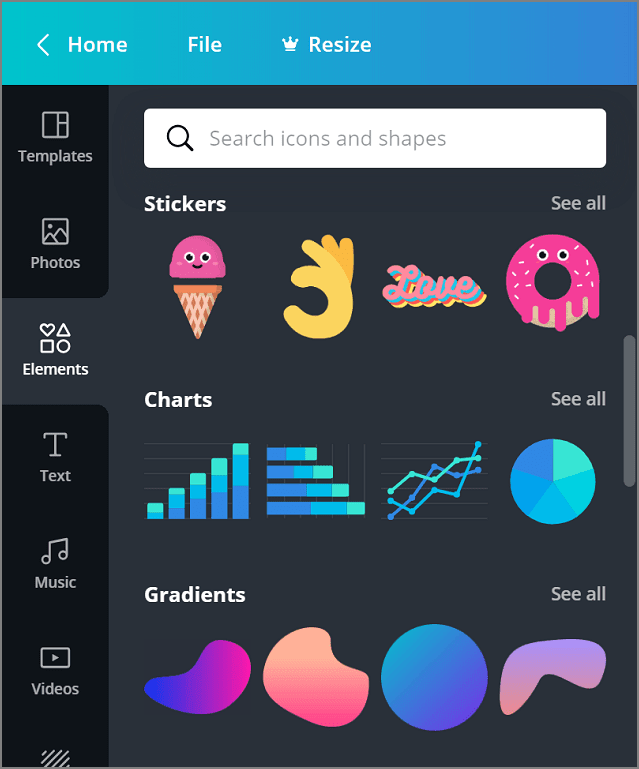 Home File Resize
Search icons and shapes
Templates
Photos
Elements
Text
Music
Videos
Stickers See all
Love
Charts See all
Gradients See all